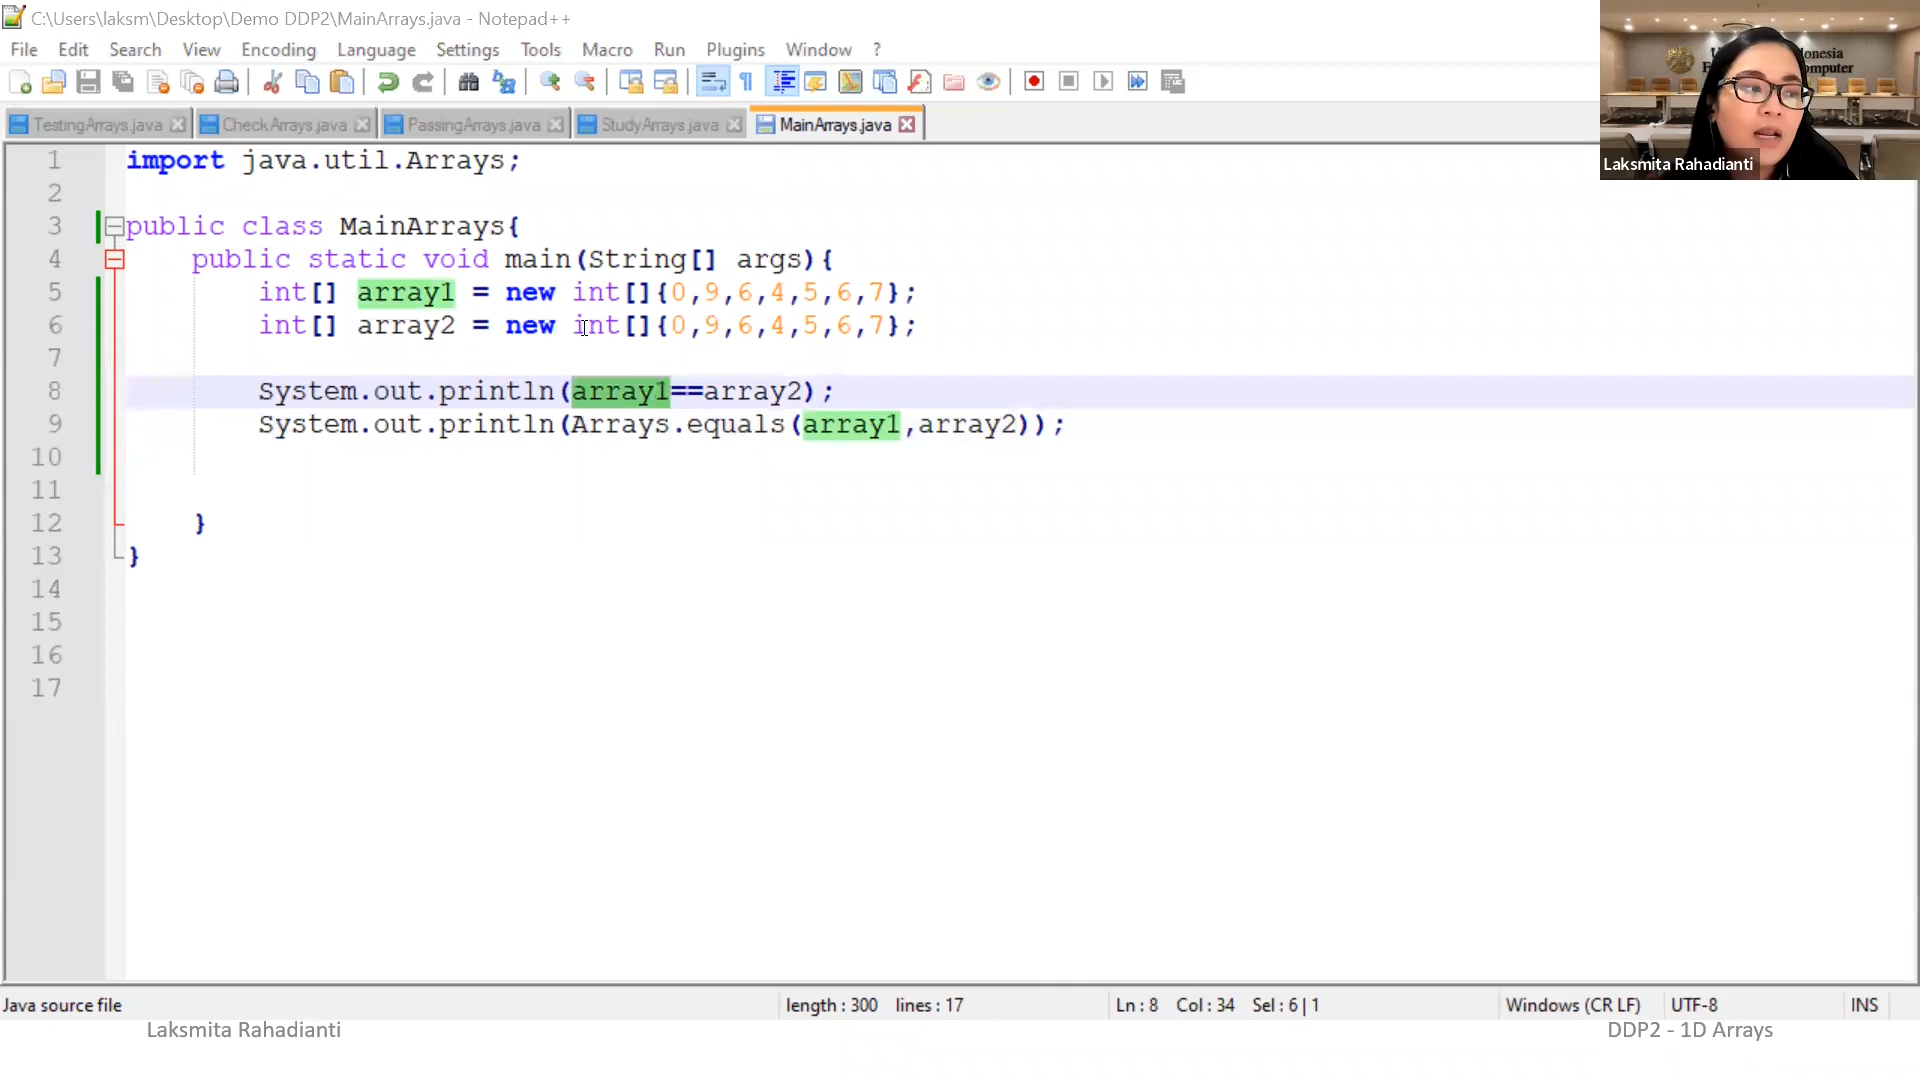 C:\Users\laksm\Desktop\Demo DDP2\MainArrays.java - Notepad++
File Edit Search View Encoding Language Settings Tools Macro Run Plugins Window ?
TestingArrays.java CheckArrays.java PassingArrays.java StudyArrays.java MainArrays.java
1 import java.util.Arrays;
2
3 public class MainArrays{
4 public static void main(String[] args){
5 int[] array1 = new int[]{0,9,6,4,5,6,7};
6 int[] array2 = new int[]{0,9,6,4,5,6,7};
7
8 System.out.println(array1==array2);
9 System.out.println(Arrays.equals(array1,array2));
10
11
12 }
13 }
14
15
16
17
Laksmita Rahadianti
Java source file length : 300 lines : 17 Ln : 8 Col : 34 Sel : 6 | 1 Windows (CR LF) UTF-8 INS
Laksmita Rahadianti DDP2 - 1D Arrays